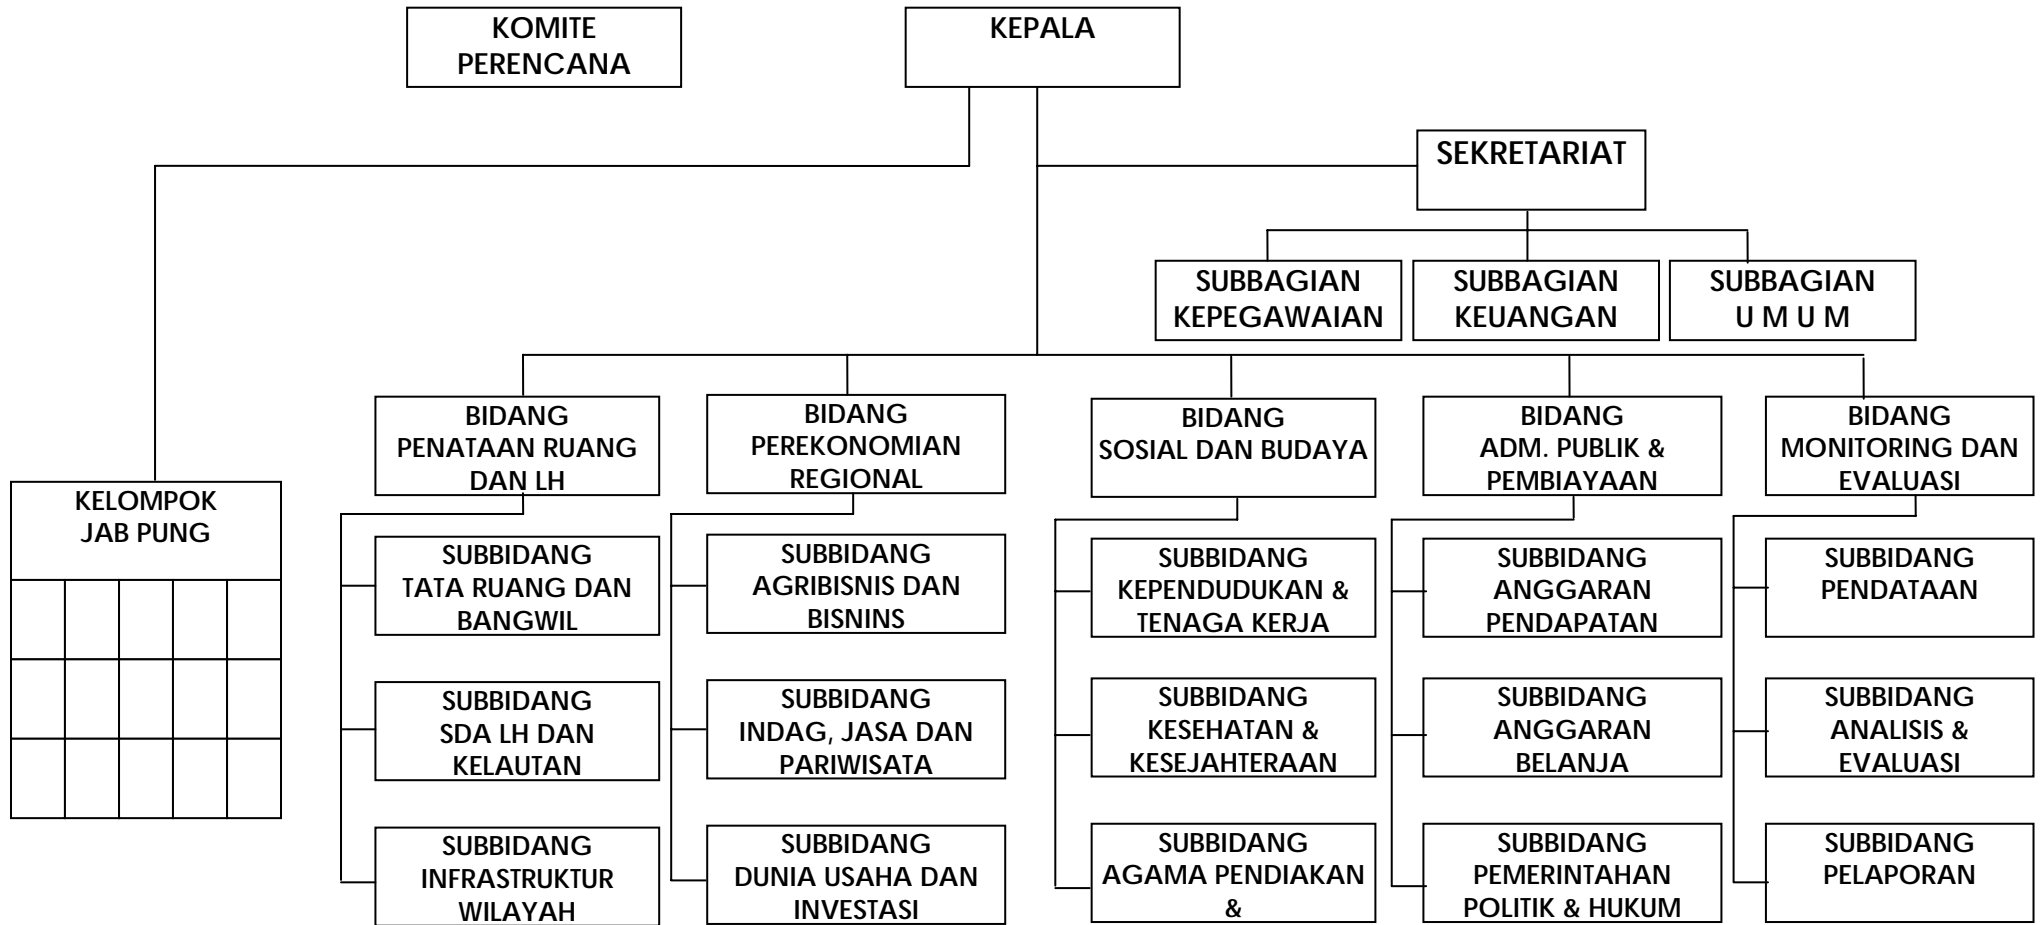 KOMITE
PERENCANA
KEPALA
SEKRETARIAT
SUBBAGIAN
KEPEGAWAIAN
SUBBAGIAN
KEUANGAN
SUBBAGIAN
U M U M
BIDANG
PENATAAN RUANG
DAN LH
BIDANG
PEREKONOMIAN
REGIONAL
BIDANG
SOSIAL DAN BUDAYA
BIDANG
ADM. PUBLIK &
PEMBIAYAAN
BIDANG
MONITORING DAN
EVALUASI
KELOMPOK
JAB PUNG
SUBBIDANG
TATA RUANG DAN
BANGWIL
SUBBIDANG
AGRIBISNIS DAN
BISNINS
SUBBIDANG
KEPENDUDUKAN &
TENAGA KERJA
SUBBIDANG
ANGGARAN
PENDAPATAN
SUBBIDANG
PENDATAAN
SUBBIDANG
SDA LH DAN
KELAUTAN
SUBBIDANG
INDAG, JASA DAN
PARIWISATA
SUBBIDANG
KESEHATAN &
KESEJAHTERAAN
SUBBIDANG
ANGGARAN
BELANJA
SUBBIDANG
ANALISIS &
EVALUASI
SUBBIDANG
INFRASTRUKTUR
WILAYAH
SUBBIDANG
DUNIA USAHA DAN
INVESTASI
SUBBIDANG
AGAMA PENDIAKAN
&
SUBBIDANG
PEMERINTAHAN
POLITIK & HUKUM
SUBBIDANG
PELAPORAN